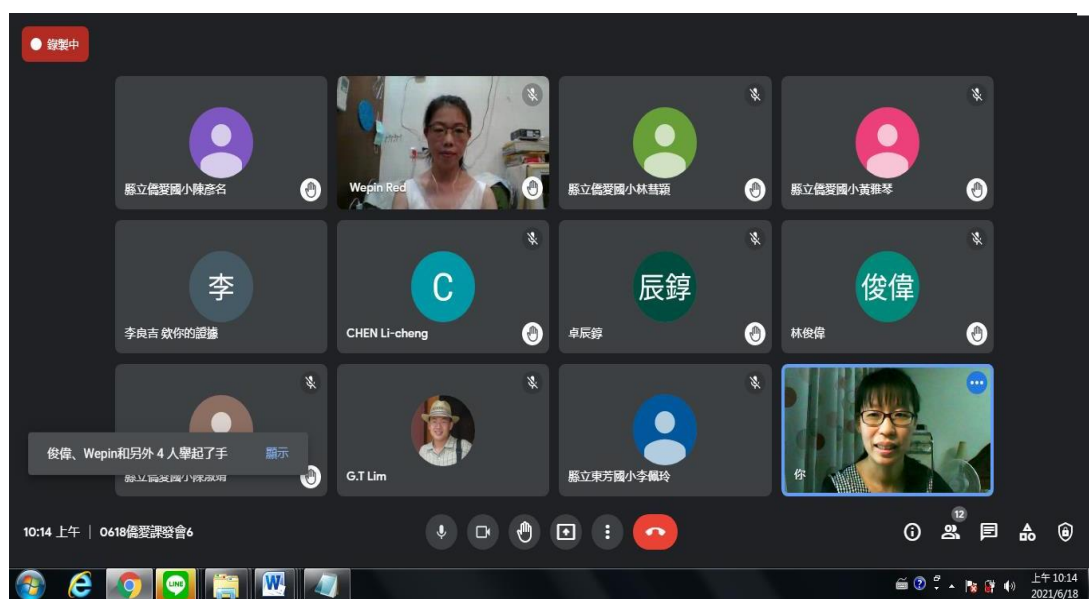 錄製中
縣立僑愛國小陳彥名
Wepin Red
縣立僑愛國小林彗穎
縣立僑愛國小黃雅琴
李
李良吉 欸你的證據
C
CHEN Li-cheng
辰錞
卓辰錞
俊偉
林俊偉
俊偉、Wepin和另外 4 人舉起了手
顯示
G.T Lim
縣立東芳國小李佩玲
你
10:14 上午 | 0618僑愛課發會6
12
LINE
W
上午 10:14
2021/6/18